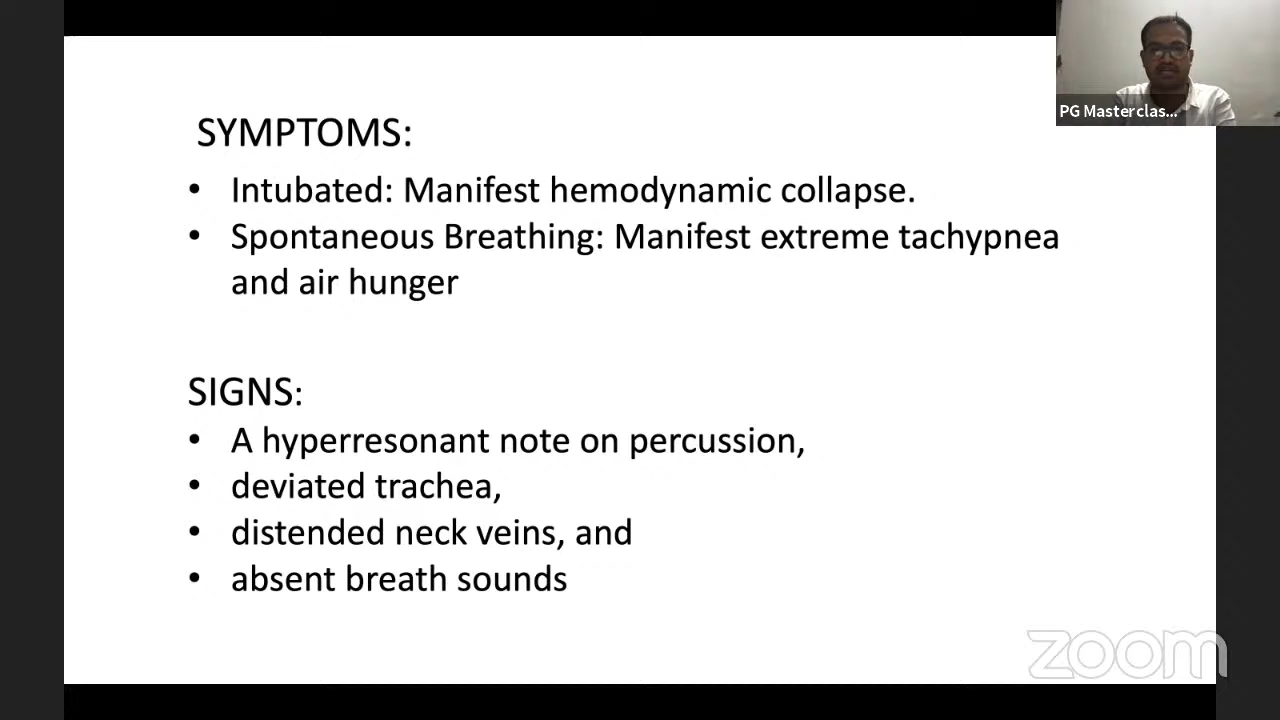 PG Masterclas...
SYMPTOMS:
• Intubated: Manifest hemodynamic collapse.
• Spontaneous Breathing: Manifest extreme tachypnea
and air hunger
SIGNS:
• A hyperresonant note on percussion,
• deviated trachea,
• distended neck veins, and
• absent breath sounds
zoom